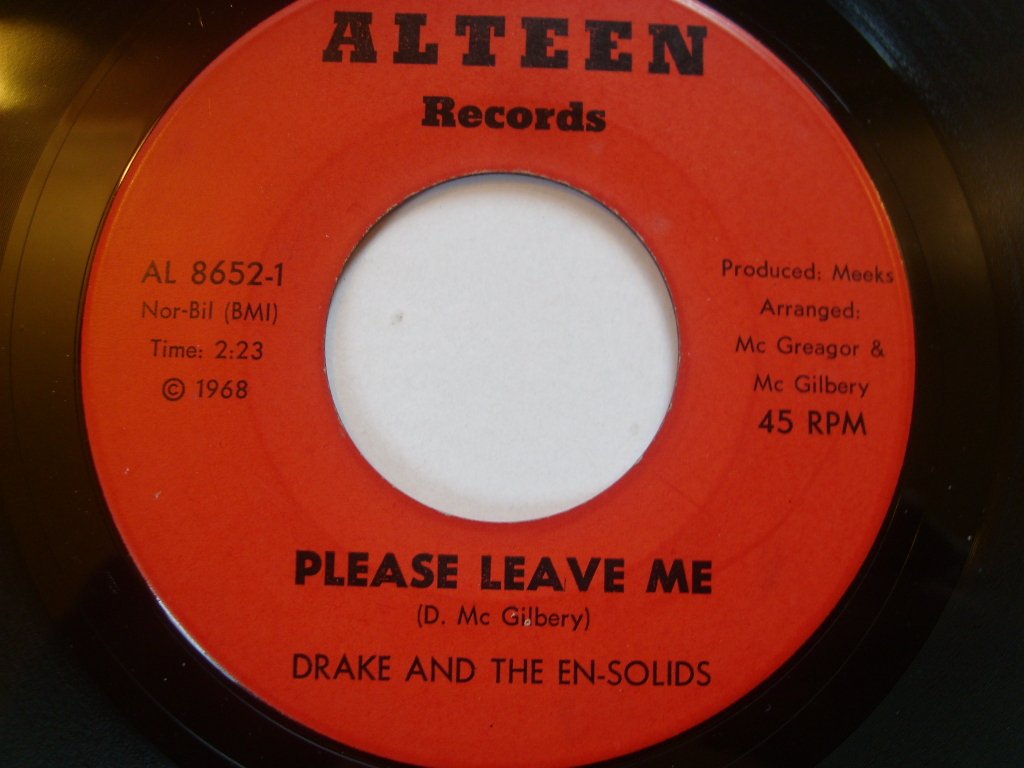 ALTEEN
Records
AL 8652-1
Nor-Bil (BMI)
Time: 2:23
© 1968
Produced: Meeks
Arranged:
Mc Greagor &
Mc Gilbery
45 RPM
PLEASE LEAVE ME
(D. Mc Gilbery)
DRAKE AND THE EN-SOLIDS